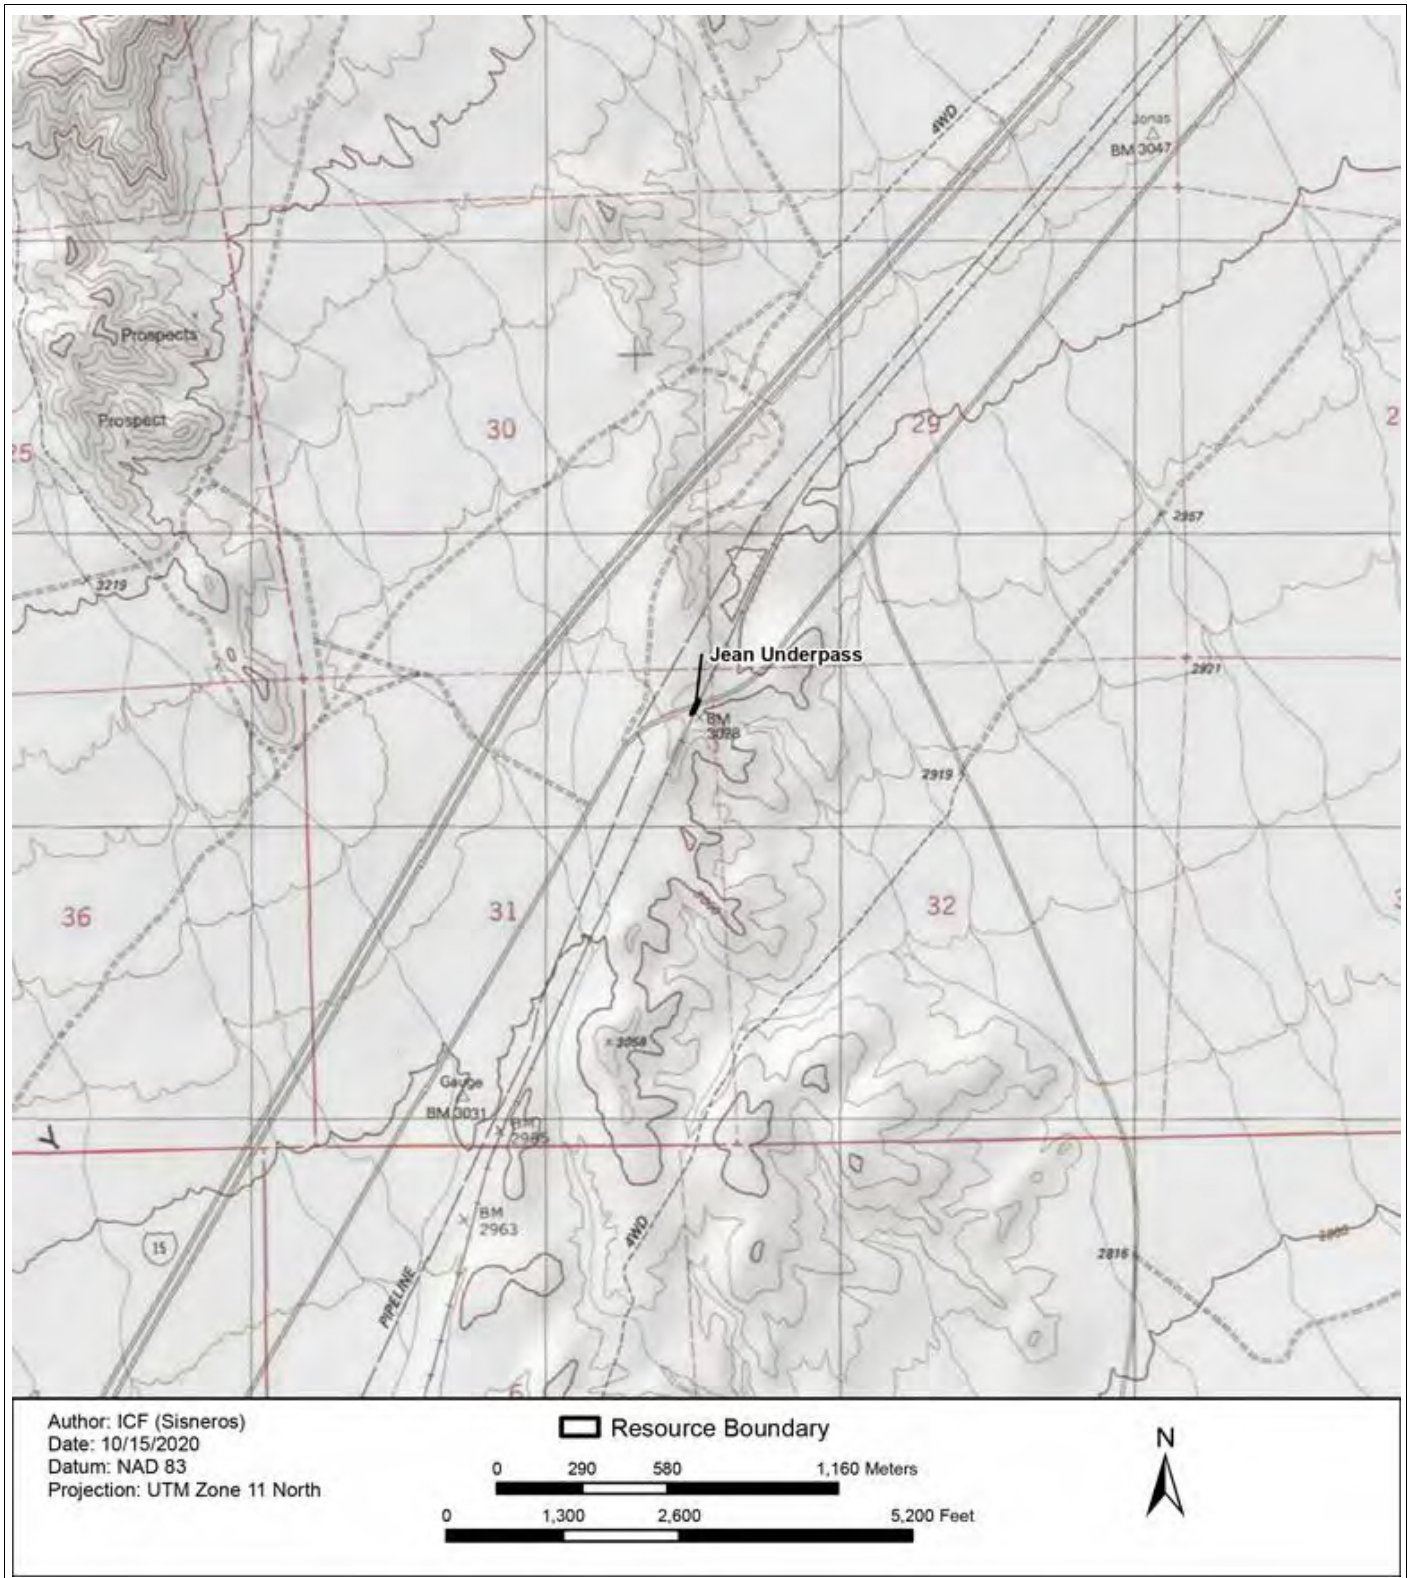 4WD
Jonas
BM 3047
Prospects
Prospect
25
30
29
2957
3219
Jean Underpass
2921
BM
3028
2919
36
31
32
3000
3058
Gauge
BM 3031
BM
2985
BM
2963
15
4WD
2816
2800
PIPELINE
6
Author: ICF (Sisneros)
Date: 10/15/2020
Datum: NAD 83
Projection: UTM Zone 11 North
Resource Boundary
0 290 580 1,160 Meters
0 1,300 2,600 5,200 Feet
N